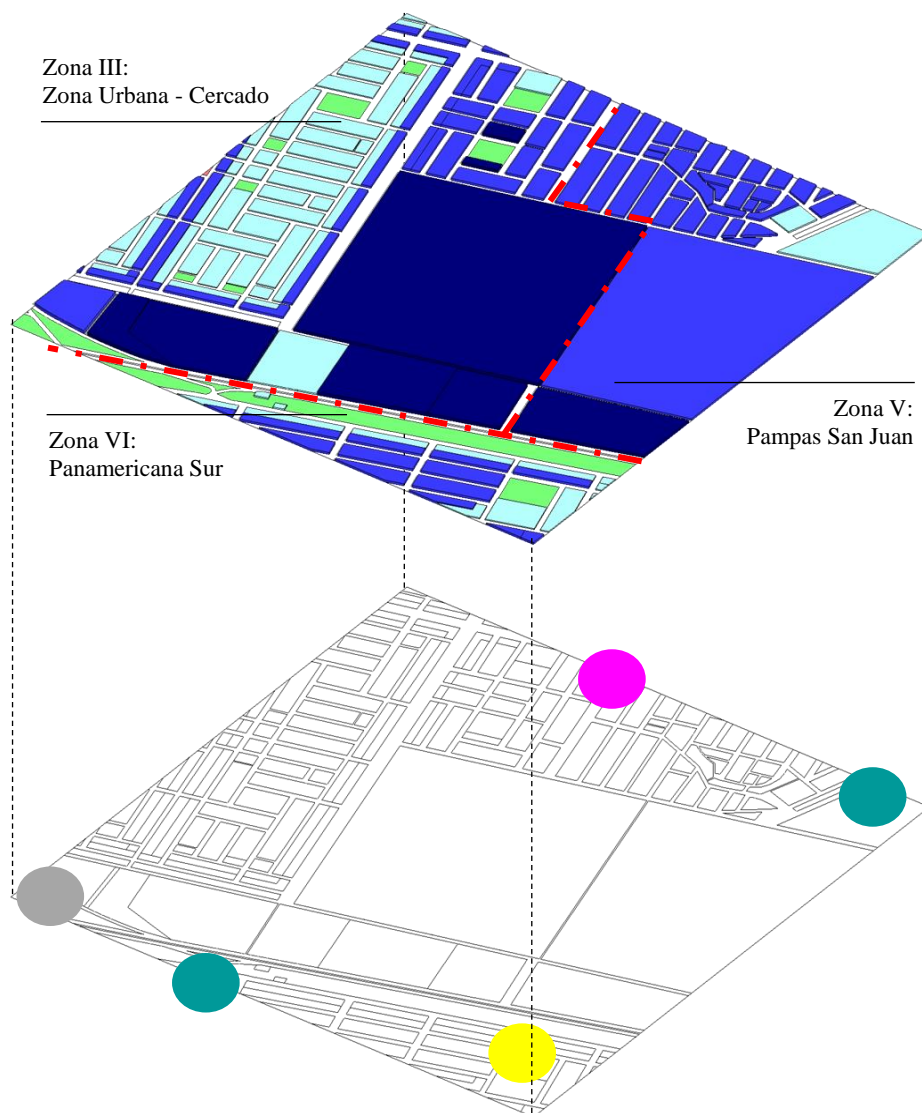 Zona III:
Zona Urbana - Cercado
Zona V:
Pampas San Juan
Zona VI:
Panamericana Sur